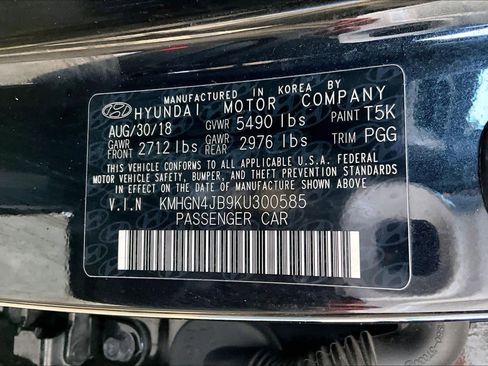 MANUFACTURED IN KOREA BY
HYUNDAI MOTOR COMPANY
AUG/30/18 GVWR 5490 lbs PAINT T5K
GAWR FRONT 2712 lbs GAWR REAR 2976 lbs TRIM PGG
THIS VEHICLE CONFORMS TO ALL APPLICABLE U.S.A. FEDERAL
MOTOR VEHICLE SAFETY, BUMPER, AND THEFT PREVENTION STANDARDS
IN EFFECT ON THE DATE OF MANUFACTURE SHOWN ABOVE.
V.I.N KMHGN4JB9KU300585
PASSENGER CAR